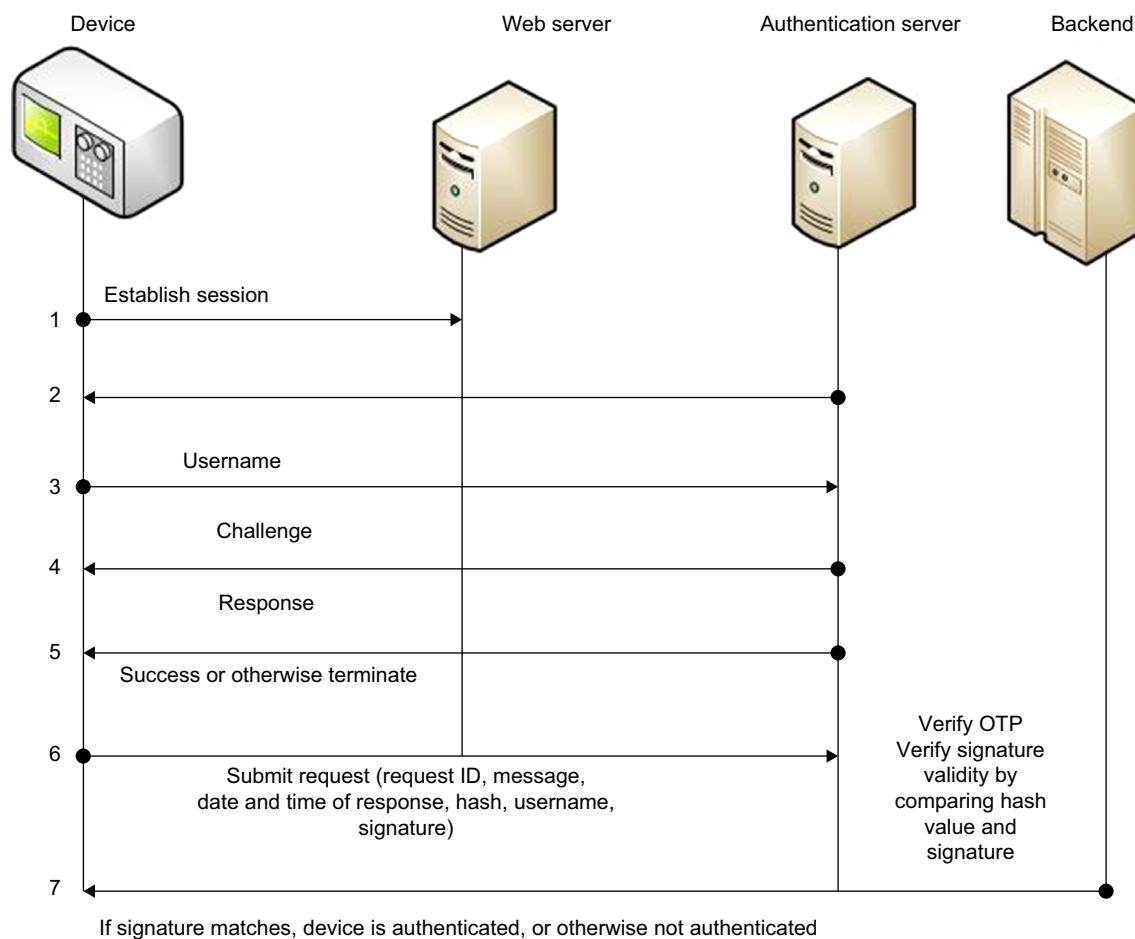 Device
Web server
Authentication server
Backend
Establish session
1
2
Username
3
Challenge
4
Response
5
Success or otherwise terminate
6
Submit request (request ID, message,
date and time of response, hash, username,
signature)
Verify OTP
Verify signature
validity by
comparing hash
value and
signature
7
If signature matches, device is authenticated, or otherwise not authenticated